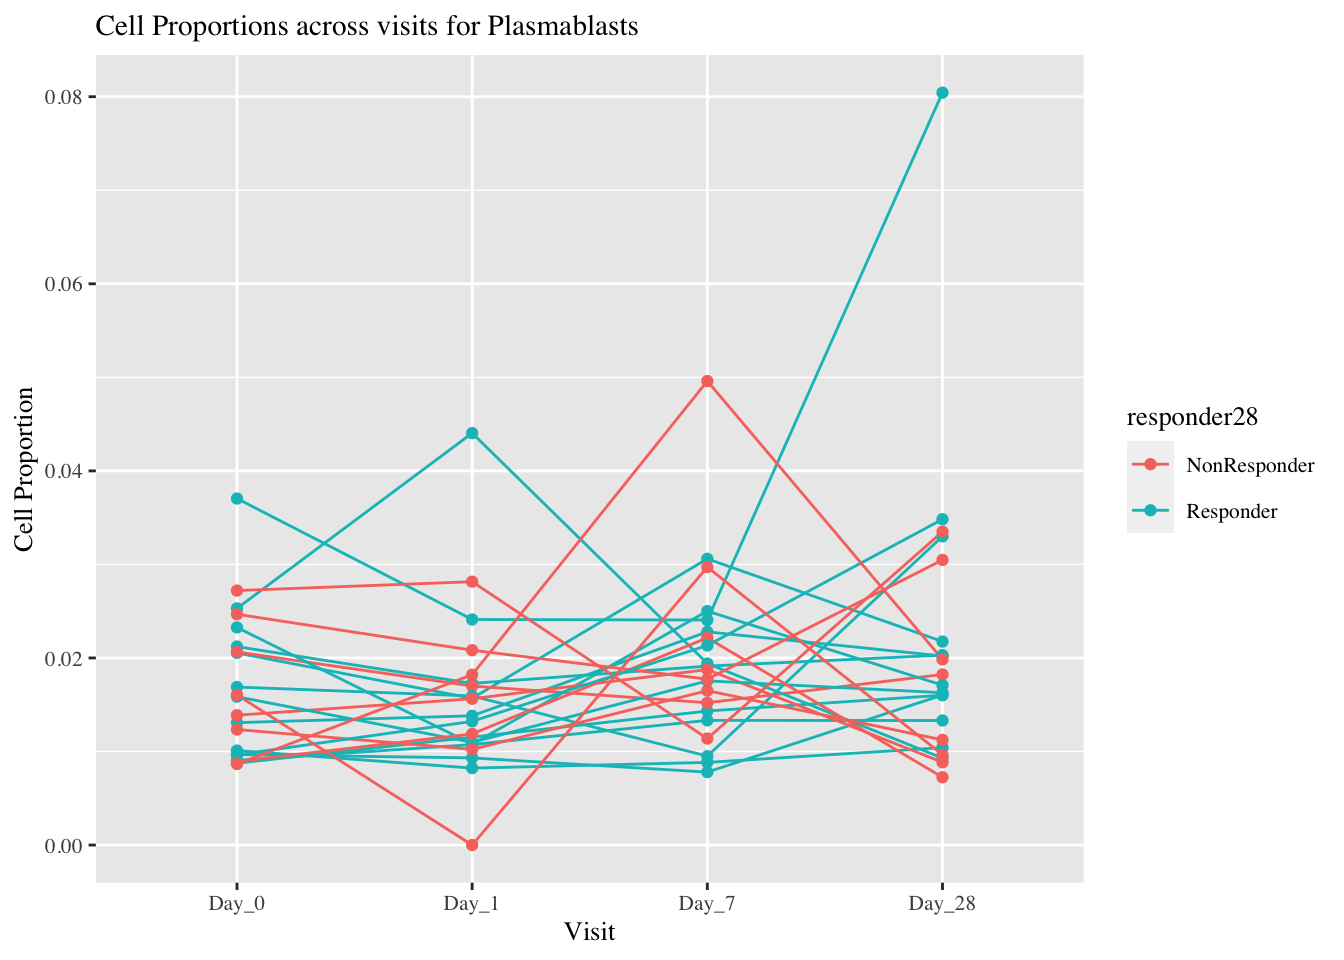 Cell Proportions across visits for Plasmablasts
0.08
0.06
0.04
0.02
0.00
Cell Proportion
Day_0
Day_1
Day_7
Day_28
Visit
responder28
NonResponder
Responder